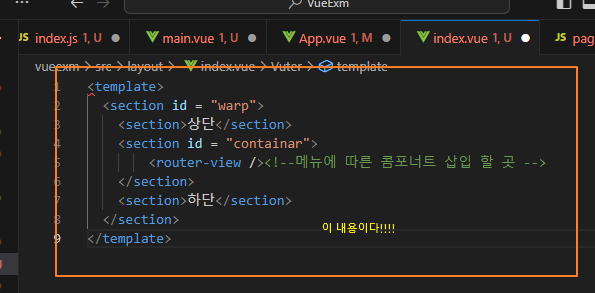 VueExm
index.js 1, U main.vue 1, U App.vue 1, M index.vue 1, U JS pag
vueexm > src > layout > index.vue > Vuter > template
1 <template>
2 <section id = "warp">
3 <section>상단</section>
4 <section id = "containar">
5 <router-view /><!--메뉴에 따른 콤포너트 삽입 할 곳 -->
6 </section>
7 <section>하단</section>
8 </section>
이 내용이다!!!!
9 </template>